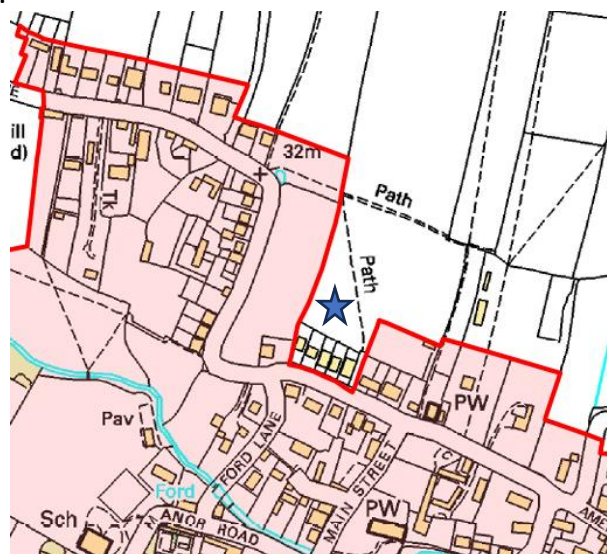 32m
ill
d)
Tk
Path
Path
Pav
PW
FORD LANE
MAIN STREET
Ford
PW
Sch
ANOR ROAD
AME